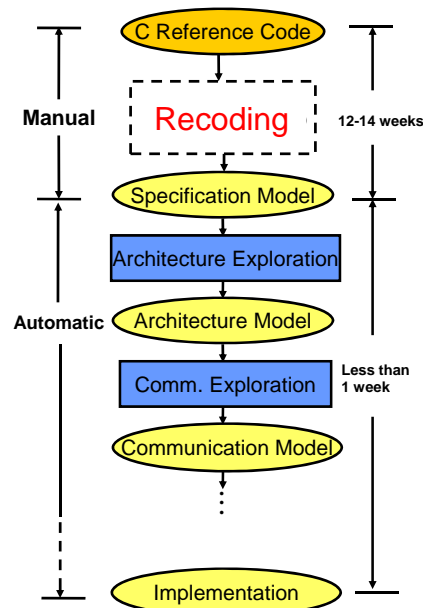 C Reference Code
Manual
Recoding
12-14 weeks
Specification Model
Architecture Exploration
Automatic
Architecture Model
Less than
1 week
Comm. Exploration
Communication Model
Implementation